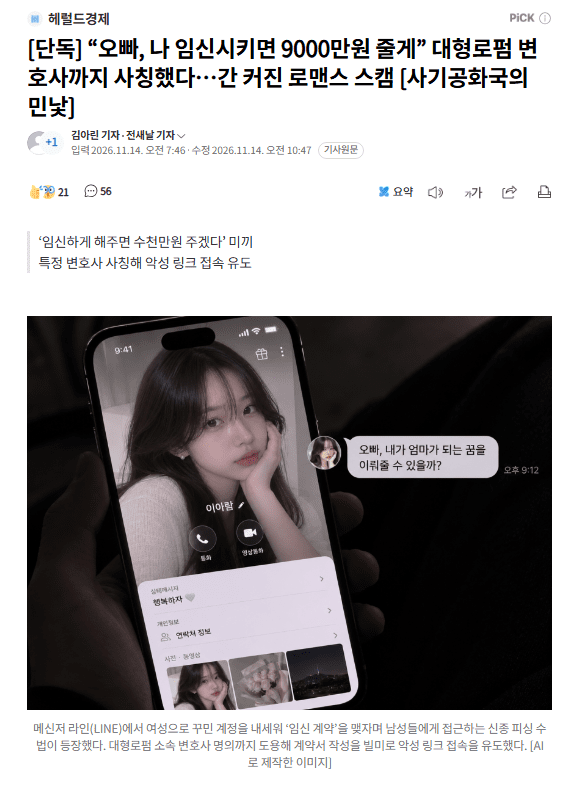 헤럴드경제
PiCK
[단독] “오빠, 나 임신시키면 9000만원 줄게” 대형로펌 변
호사까지 사칭했다…간 커진 로맨스 스캠 [사기공화국의
민낯]
+1
김아린 기자 · 전새날 기자
입력 2026.11.14. 오전 7:46 · 수정 2026.11.14. 오전 10:47 기사원문
21 56 요약 가가
‘임신하게 해주면 수천만원 주겠다’ 미끼
특정 변호사 사칭해 악성 링크 접속 유도
9:41
오빠, 내가 엄마가 되는 꿈을
이뤄줄 수 있을까?
오후 9:12
이아람
통화 영상통화
상태메시지
행복하자
개인정보
연락처 정보
사진 · 동영상
메신저 라인(LINE)에서 여성으로 꾸민 계정을 내세워 ‘임신 계약’을 맺자며 남성들에게 접근하는 신종 피싱 수
법이 등장했다. 대형로펌 소속 변호사 명의까지 도용해 계약서 작성을 빌미로 악성 링크 접속을 유도했다. [AI
로 제작한 이미지]